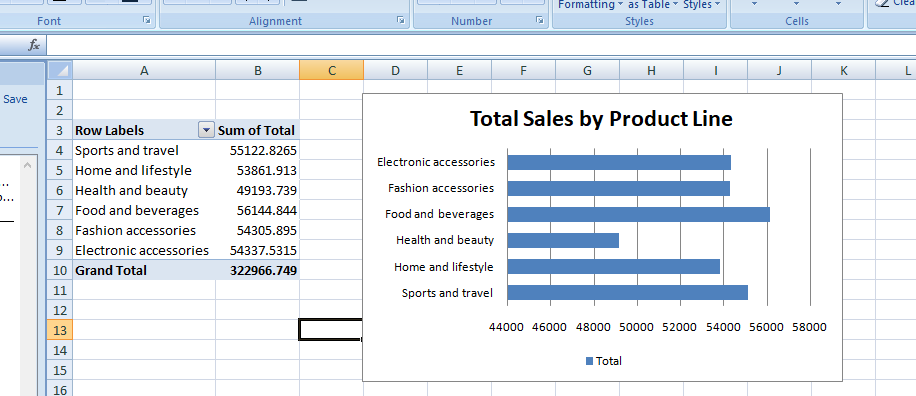 Formatting as Table Styles Clea
Font Alignment Number Styles Cells
fx
Save
A B C D E F G H I J K L
1
2
3 Row Labels Sum of Total
4 Sports and travel 55122.8265
5 Home and lifestyle 53861.913
6 Health and beauty 49193.739
7 Food and beverages 56144.844
8 Fashion accessories 54305.895
9 Electronic accessories 54337.5315
10 Grand Total 322966.749
11
12
13
14
15
16
...
o...
Total Sales by Product Line
Electronic accessories
Fashion accessories
Food and beverages
Health and beauty
Home and lifestyle
Sports and travel
44000 46000 48000 50000 52000 54000 56000 58000
Total